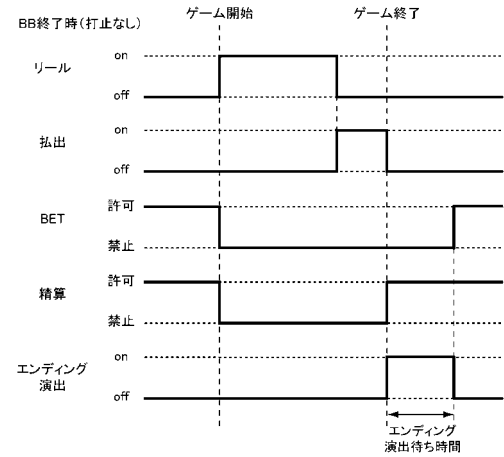 BB終了時(打止なし)
ゲーム開始
ゲーム終了
リール
on
off
払出
on
off
BET
許可
禁止
精算
許可
禁止
エンディング
演出
on
off
エンディング
演出待ち時間